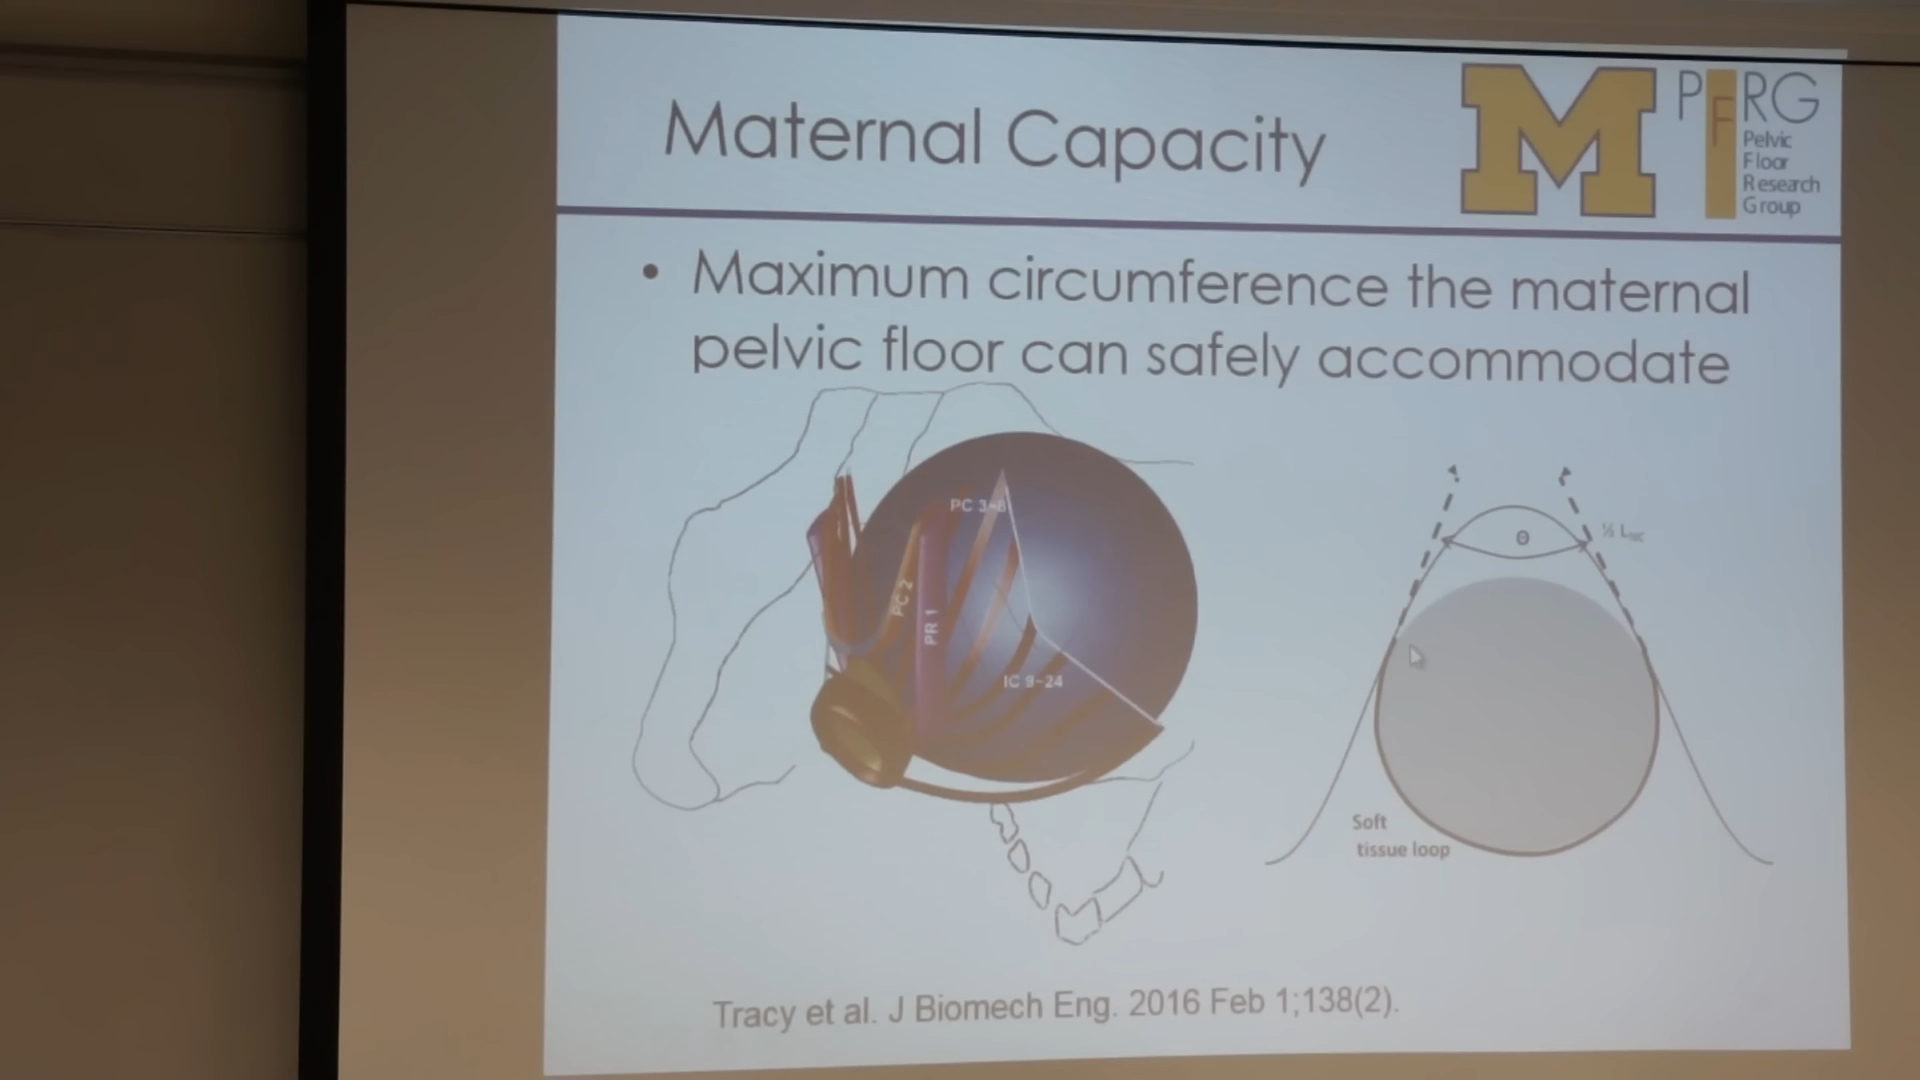 Maternal Capacity
M
PFRG
Pelvic
Floor
Research
Group
• Maximum circumference the maternal
pelvic floor can safely accommodate
PC 3-8
PC 2
PR 1
IC 9-24
Θ
½ L
Soft
tissue loop
Tracy et al. J Biomech Eng. 2016 Feb 1;138(2).